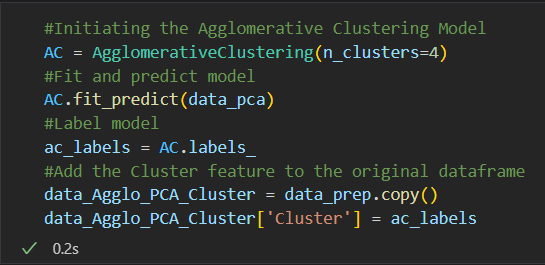 #Initiating the Agglomerative Clustering Model
AC = AgglomerativeClustering(n_clusters=4)
#Fit and predict model
AC.fit_predict(data_pca)
#Label model
ac_labels = AC.labels_
#Add the Cluster feature to the original dataframe
data_Agglo_PCA_Cluster = data_prep.copy()
data_Agglo_PCA_Cluster['Cluster'] = ac_labels
✓ 0.2s